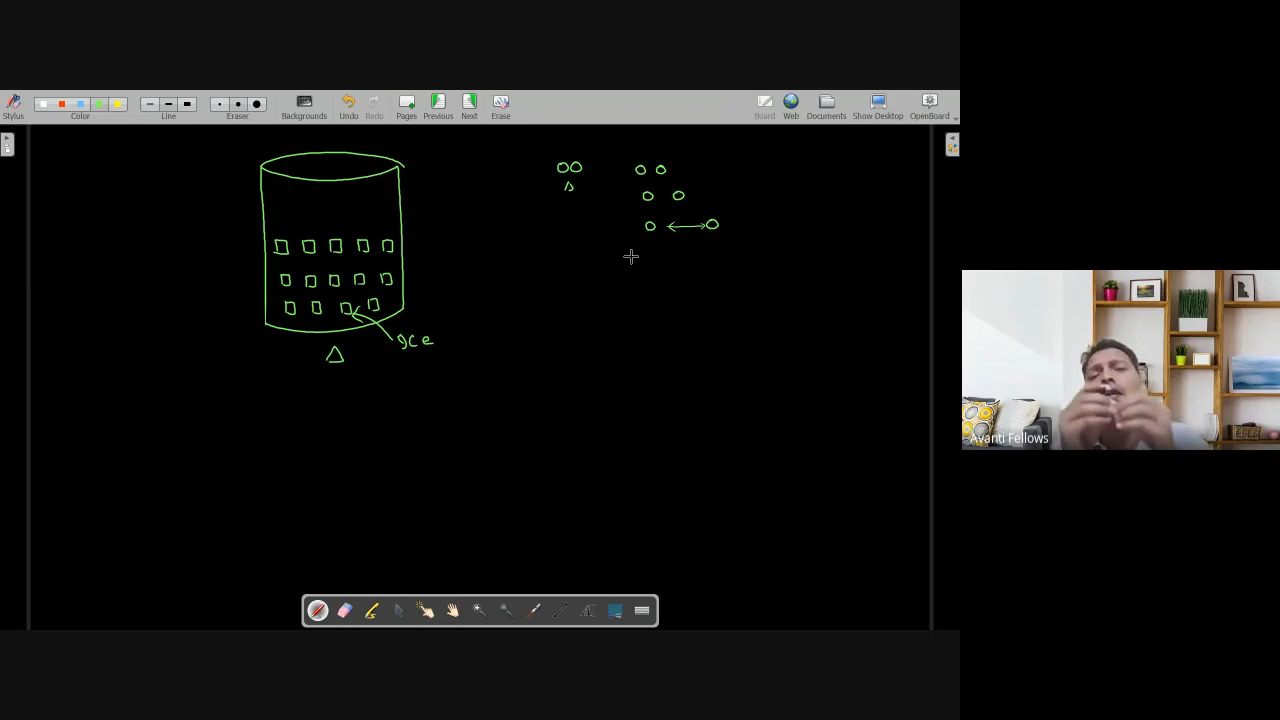 Stylus
Color
Line
Eraser
Backgrounds
Undo
Redo
Pages
Previous
Next
Erase
Board
Web
Documents
Show Desktop
OpenBoard
Ice
Avanti Fellows